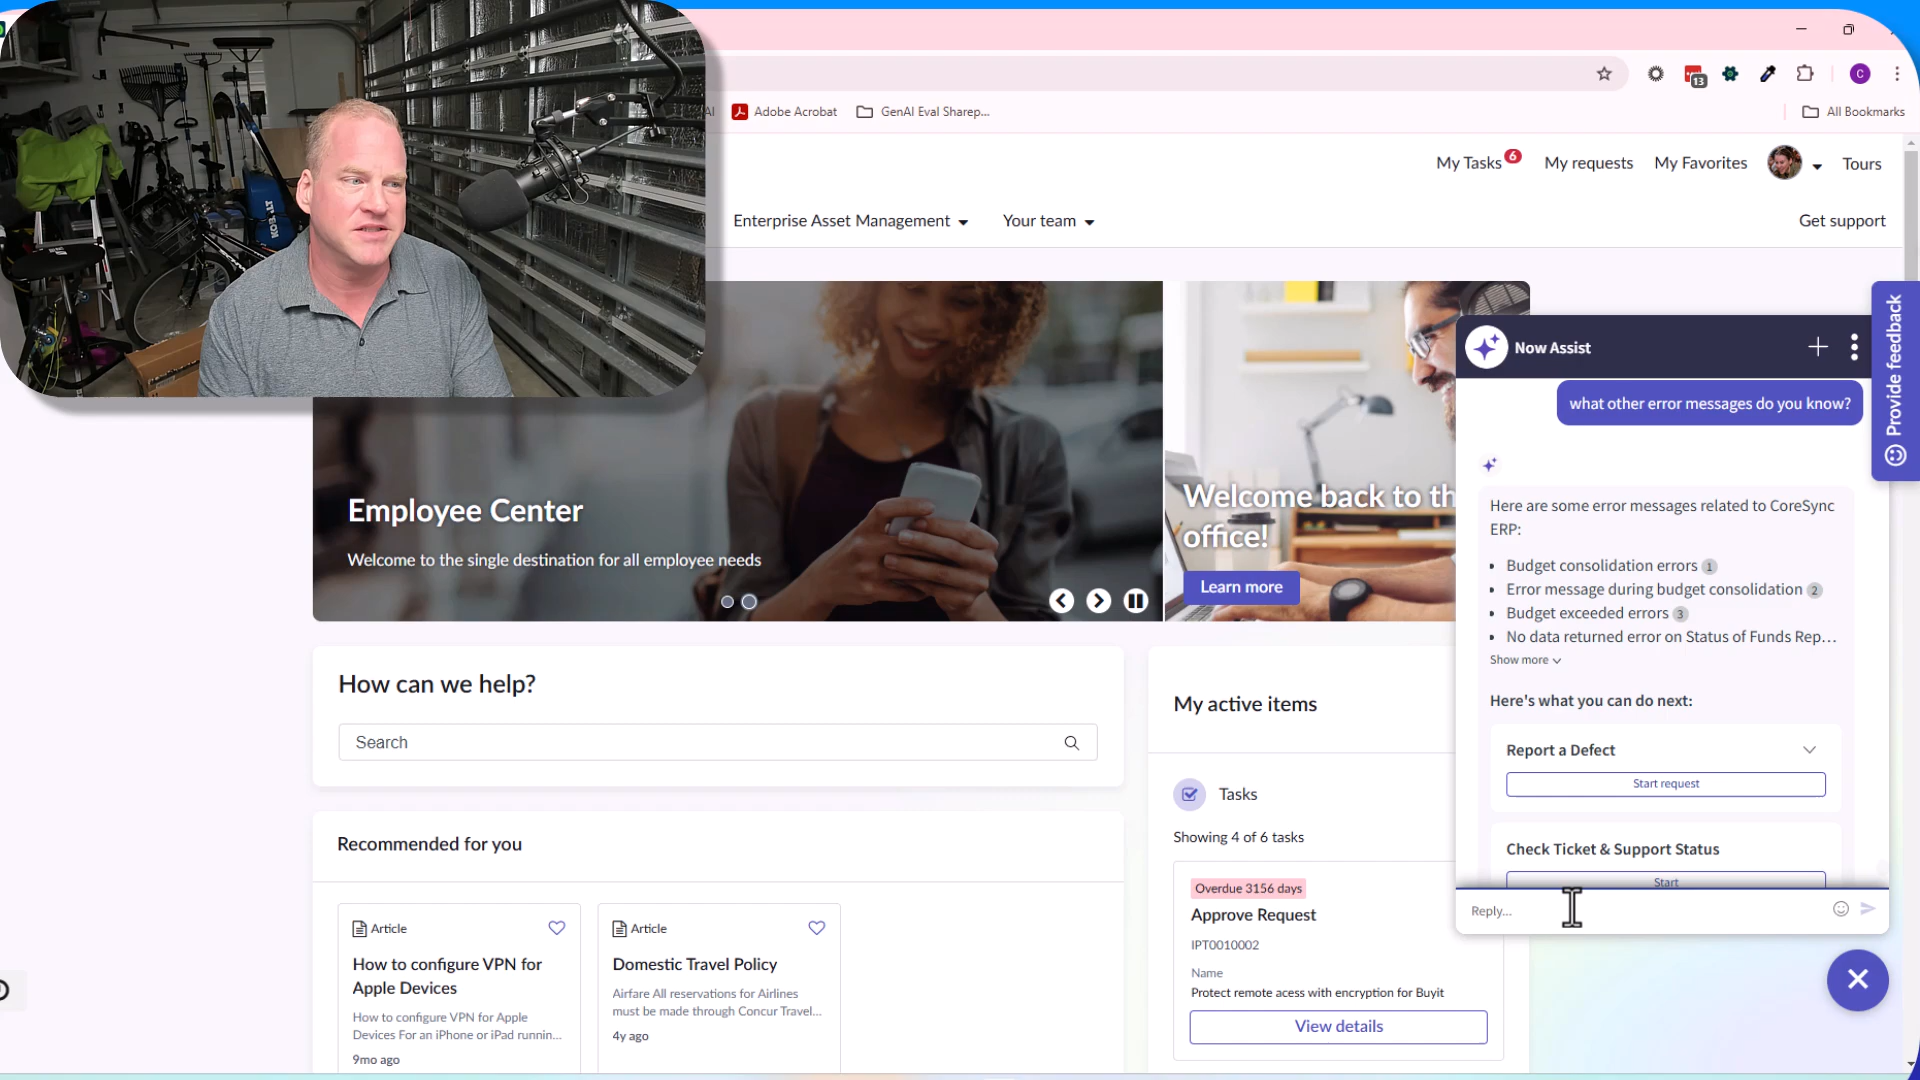 13
C
AI
Adobe Acrobat
GenAI Eval Sharep...
All Bookmarks
My Tasks 6
My requests
My Favorites
Tours
Enterprise Asset Management
Your team
Get support
Employee Center
Welcome to the single destination for all employee needs
Welcome back to th
office!
Learn more
How can we help?
Search
Recommended for you
Article
How to configure VPN for
Apple Devices
How to configure VPN for Apple
Devices For an iPhone or iPad runnin...
9mo ago
Article
Domestic Travel Policy
Airfare All reservations for Airlines
must be made through Concur Travel...
4y ago
My active items
Tasks
Showing 4 of 6 tasks
Overdue 3156 days
Approve Request
IPT0010002
Name
Protect remote acess with encryption for Buyit
View details
Now Assist
what other error messages do you know?
Here are some error messages related to CoreSync
ERP:
Budget consolidation errors 1
Error message during budget consolidation 2
Budget exceeded errors 3
No data returned error on Status of Funds Rep...
Show more
Here's what you can do next:
Report a Defect
Start request
Check Ticket & Support Status
Start
Reply...
Provide feedback